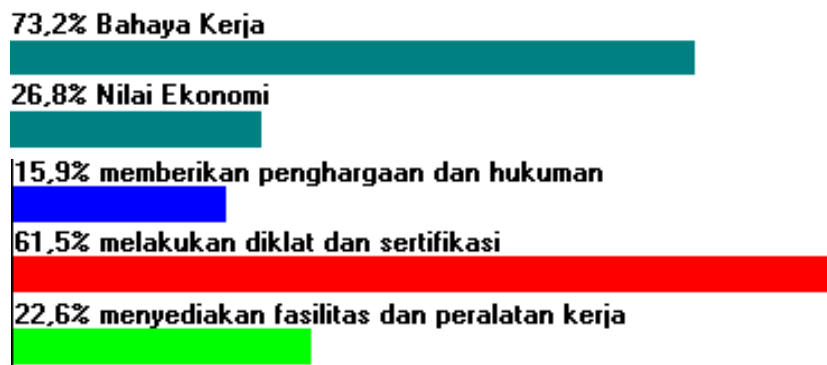 73,2% Bahaya Kerja
26,8% Nilai Ekonomi
15,9% memberikan penghargaan dan hukuman
61,5% melakukan diklat dan sertifikasi
22,6% menyediakan fasilitas dan peralatan kerja